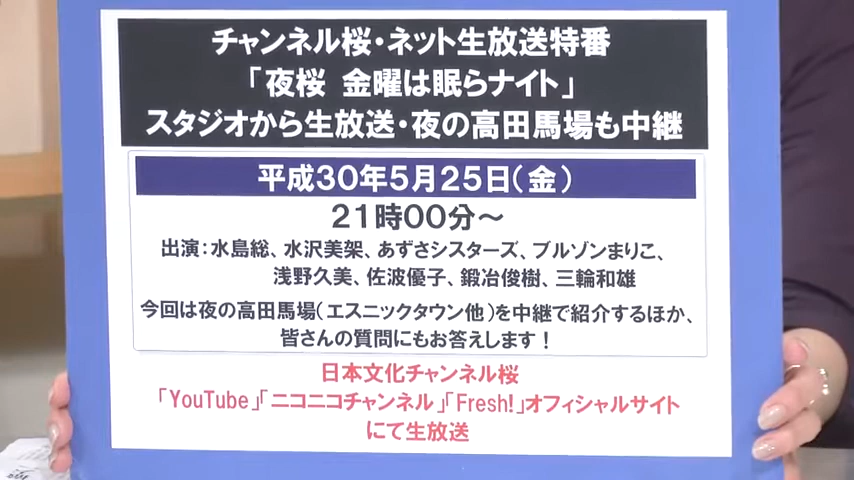 チャンネル桜・ネット生放送特番
「夜桜 金曜は眠らナイト」
スタジオから生放送・夜の高田馬場も中継
平成30年5月25日(金)
21時00分～
出演:水島総、水沢美架、あずさシスターズ、ブルゾンまりこ、
浅野久美、佐波優子、鍛冶俊樹、三輪和雄
今回は夜の高田馬場(エスニックタウン他)を中継で紹介するほか、
皆さんの質問にもお答えします!
日本文化チャンネル桜
「YouTube」「ニコニコチャンネル」「Fresh!」オフィシャルサイト
にて生放送